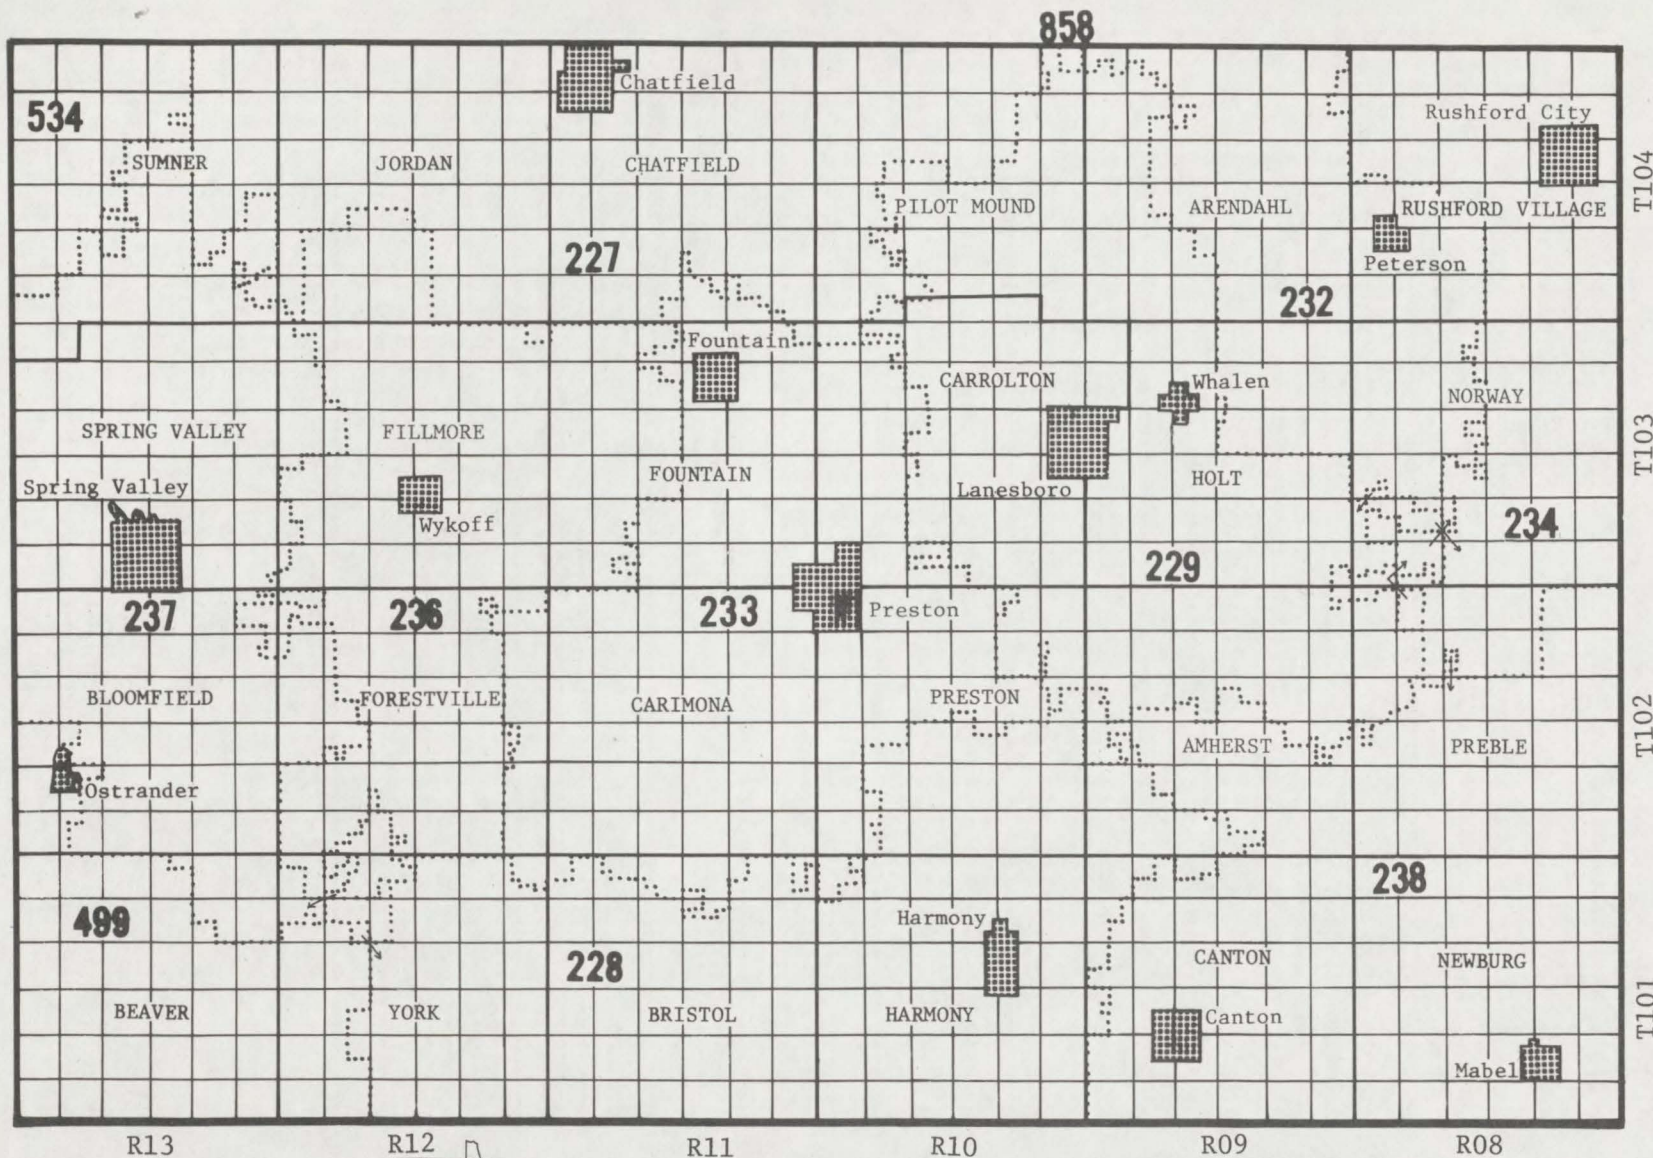 858
Chatfield
534
Rushford City
SUMNER
JORDAN
CHATFIELD
T104
PILOT MOUND
ARENDAHL
RUSHFORD VILLAGE
227
Peterson
232
Fountain
CARROLTON
Whalen
NORWAY
SPRING VALLEY
FILLMORE
T103
FOUNTAIN
HOLT
Spring Valley
Lanesboro
Wykoff
234
229
237
236
233
Preston
BLOOMFIELD
FORESTVILLE
CARIMONA
PRESTON
T102
AMHERST
PREBLE
Ostrander
238
499
Harmony
228
CANTON
NEWBURG
BEAVER
YORK
BRISTOL
HARMONY
Canton
T101
Mabel
R13
R12
R11
R10
R09
R08